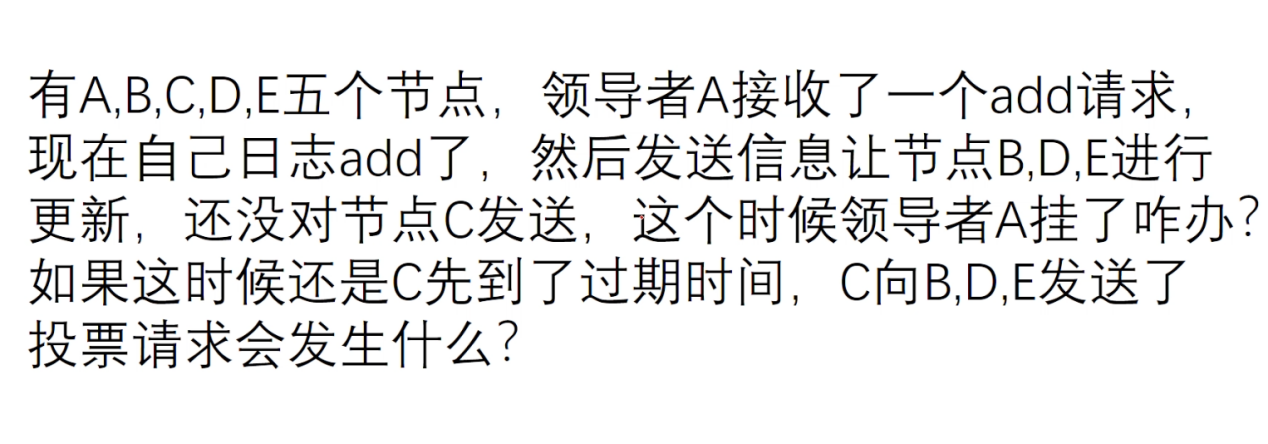 有A,B,C,D,E五个节点，领导者A接收了一个add请求，
现在自己日志add了，然后发送信息让节点B,D,E进行
更新，还没对节点C发送，这个时候领导者A挂了咋办？
如果这时候还是C先到了过期时间，C向B,D,E发送了
投票请求会发生什么？